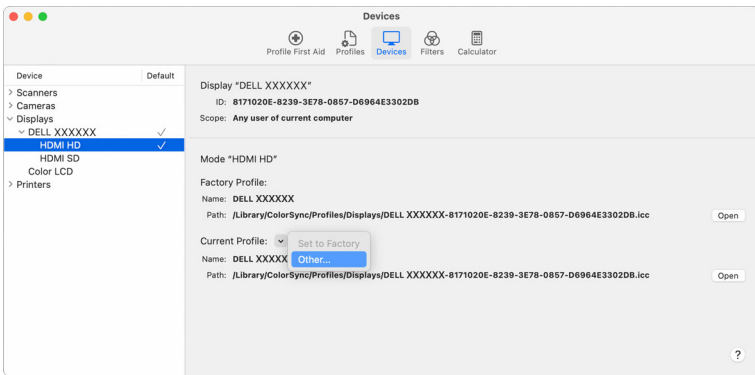 Devices
Profile First Aid Profiles Devices Filters Calculator
Device Default
Scanners
Cameras
Displays
DELL XXXXXX
HDMI HD
HDMI SD
Color LCD
Printers
Display “DELL XXXXXX”
ID: 8171020E-8239-3E78-0857-D6964E3302DB
Scope: Any user of current computer
Mode “HDMI HD”
Factory Profile:
Name: DELL XXXXXX
Path: /Library/ColorSync/Profiles/Displays/DELL XXXXXX-8171020E-8239-3E78-0857-D6964E3302DB.icc Open
Current Profile: Set to Factory
Name: DELL XXXXX Other...
Path: /Library/ColorSync/Profiles/Displays/DELL XXXXXX-8171020E-8239-3E78-0857-D6964E3302DB.icc Open
?